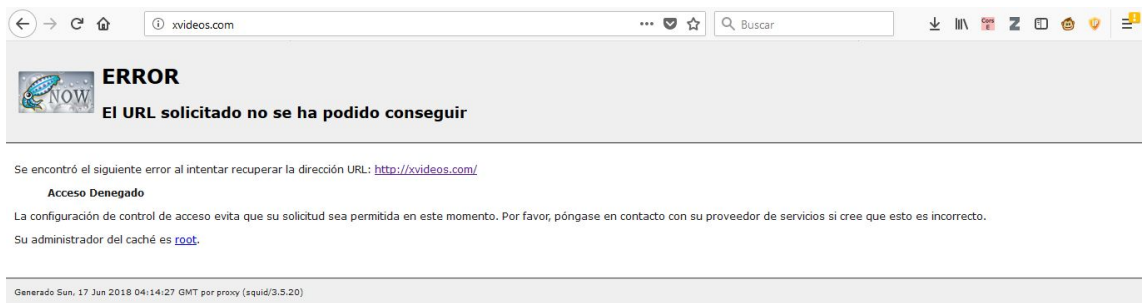 xvideos.com
Buscar
Core
NOW
ERROR
El URL solicitado no se ha podido conseguir
Se encontró el siguiente error al intentar recuperar la dirección URL: http://xvideos.com/
Acceso Denegado
La configuración de control de acceso evita que su solicitud sea permitida en este momento. Por favor, póngase en contacto con su proveedor de servicios si cree que esto es incorrecto.
Su administrador del caché es root.
Generado Sun, 17 Jun 2018 04:14:27 GMT por proxy (squid/3.5.20)